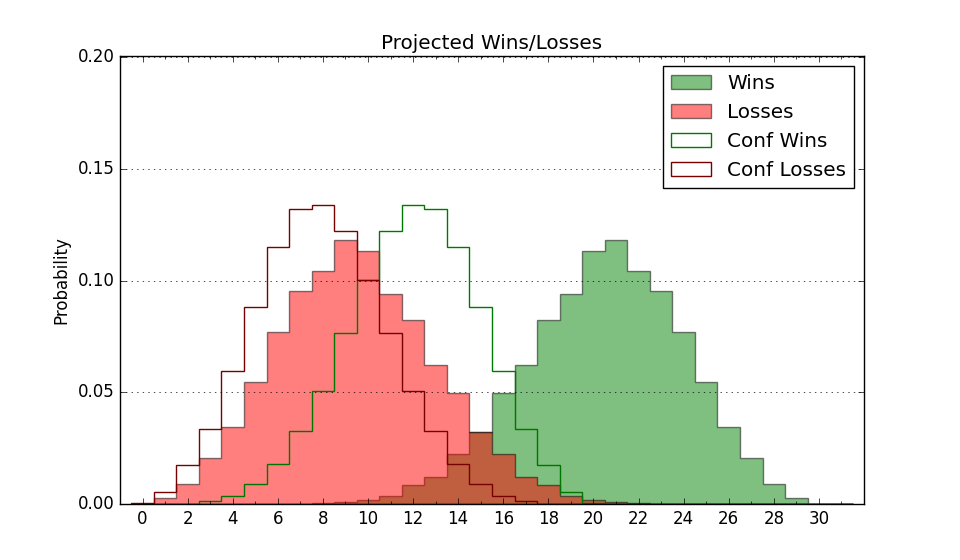 Projected Wins/Losses
0.20
0.15
0.10
0.05
0.00
Probability
Wins
Losses
Conf Wins
Conf Losses
0 2 4 6 8 10 12 14 16 18 20 22 24 26 28 30